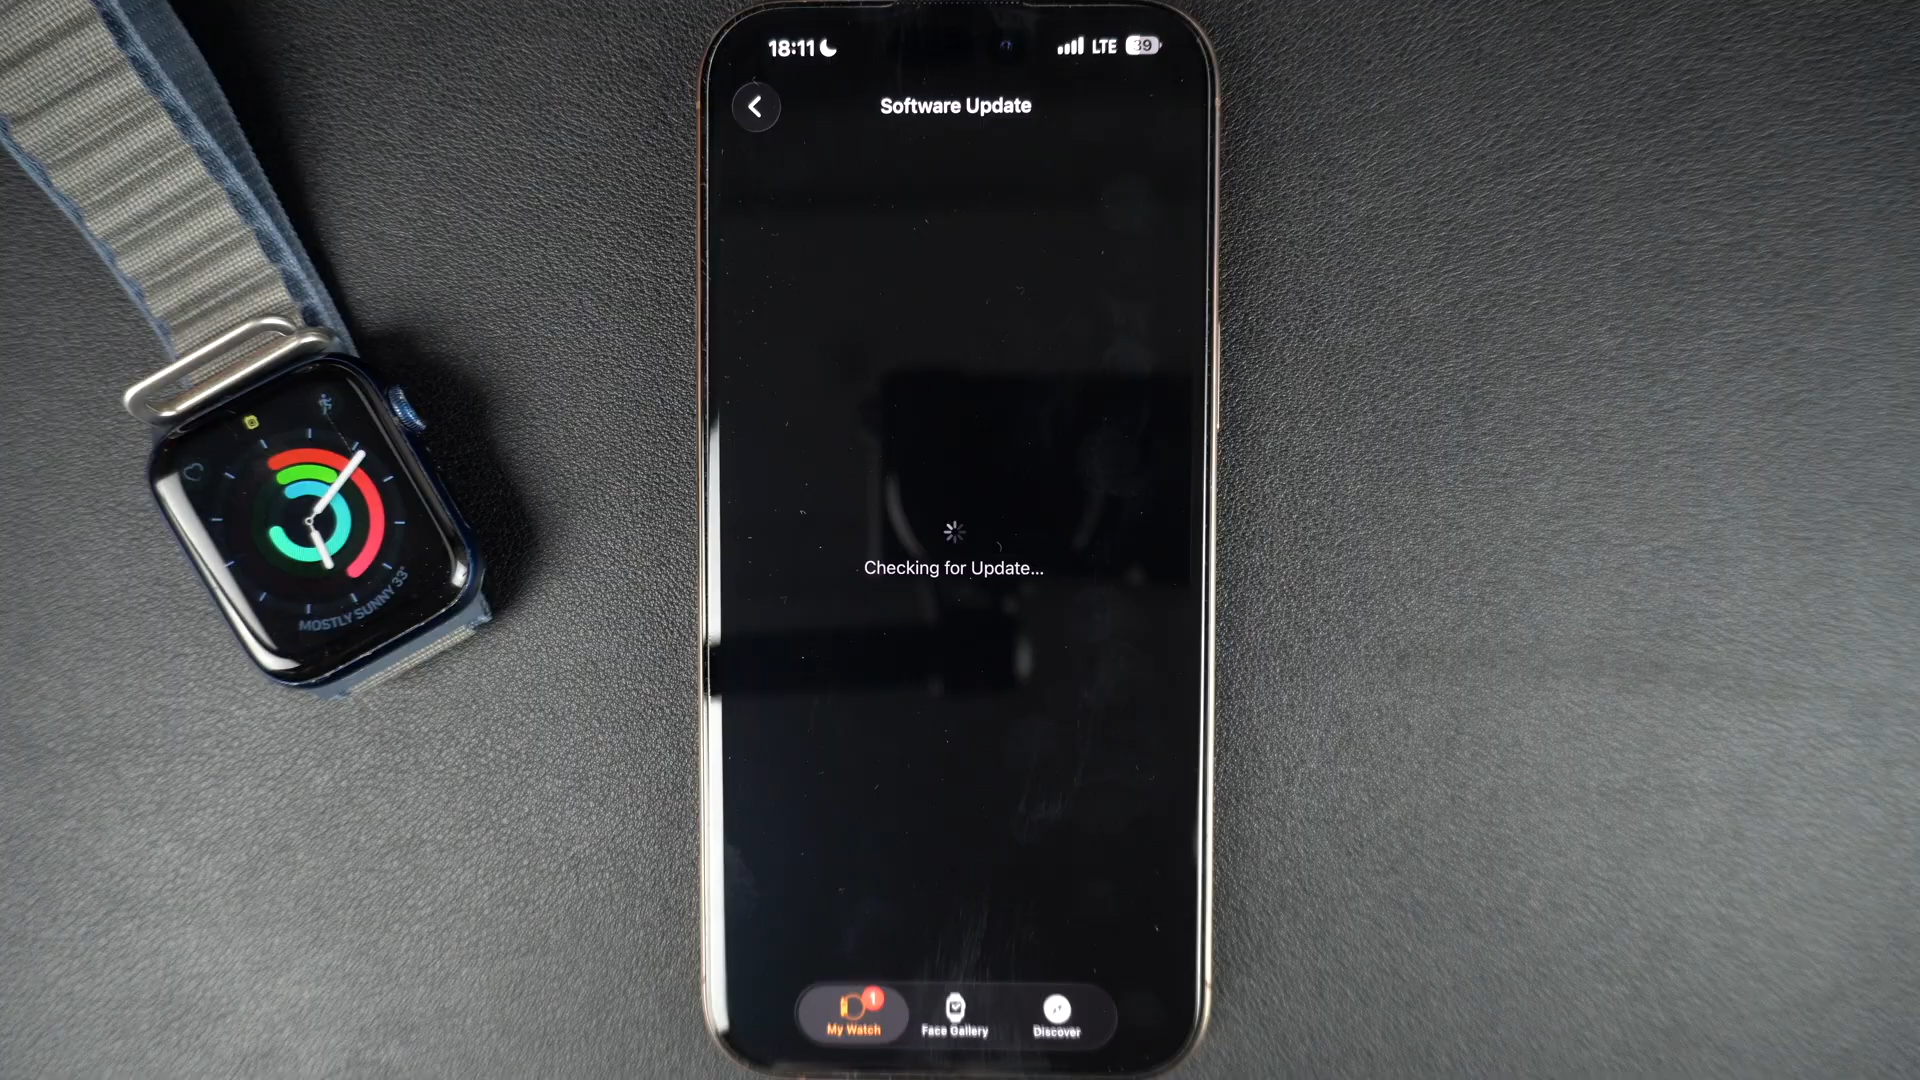 18:11
LTE 39
Software Update
Checking for Update...
1
My Watch
Face Gallery
Discover
MOSTLY SUNNY 33°